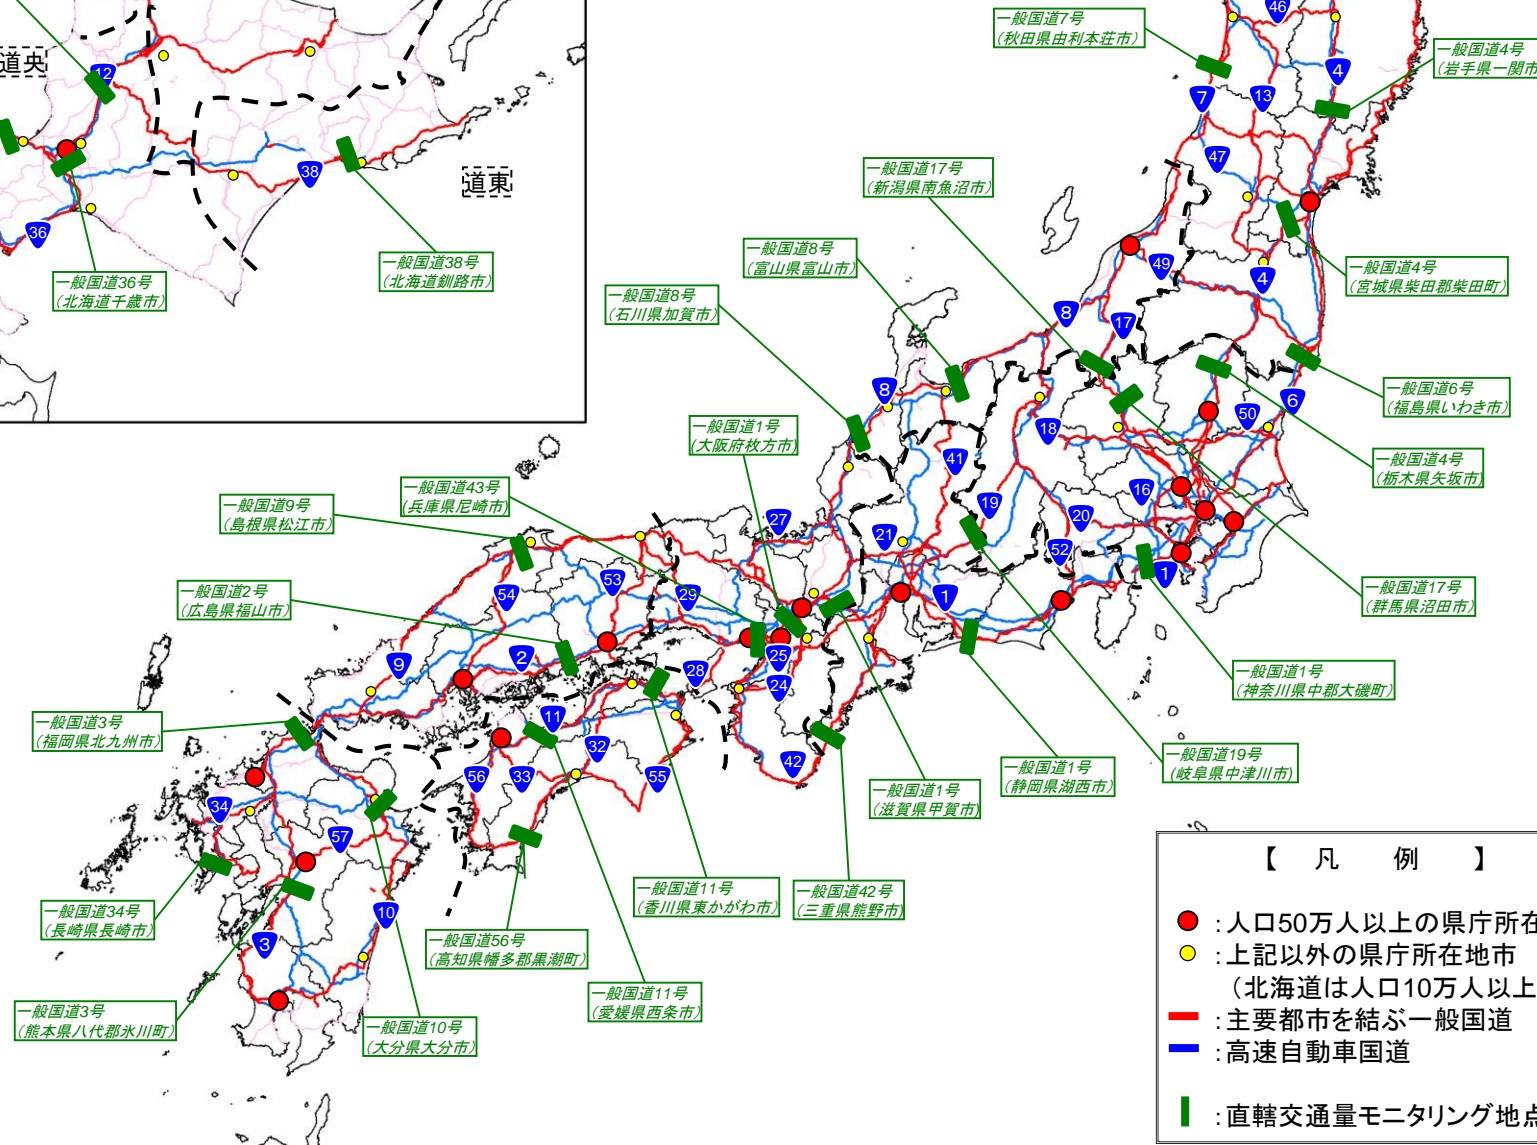 道央
12
38
36
道東
一般国道36号
(北海道千歳市)
一般国道38号
(北海道釧路市)
46
一般国道7号
(秋田県由利本荘市)
一般国道4号
(岩手県一関市
4
7
13
47
一般国道17号
(新潟県南魚沼市)
一般国道8号
(富山県富山市)
一般国道8号
(石川県加賀市)
49
4
一般国道4号
(宮城県柴田郡柴田町)
8
17
8
6
50
一般国道6号
(福島県いわき市)
一般国道1号
(大阪府枚方市)
18
41
一般国道4号
(栃木県矢坂市)
一般国道43号
(兵庫県尼崎市)
一般国道9号
(島根県松江市)
19
16
20
27
21
52
1
1
53
54
29
一般国道2号
(広島県福山市)
一般国道17号
(群馬県沼田市)
9
2
25
28
24
一般国道1号
(神奈川県中郡大磯町)
一般国道3号
(福岡県北九州市)
11
32
42
56
33
55
一般国道19号
(岐阜県中津川市)
一般国道1号
(静岡県湖西市)
一般国道1号
(滋賀県甲賀市)
34
57
一般国道11号
(香川県東かがわ市)
一般国道42号
(三重県熊野市)
一般国道34号
(長崎県長崎市)
10
3
一般国道56号
(高知県幡多郡黒潮町)
一般国道11号
(愛媛県西条市)
一般国道3号
(熊本県八代郡氷川町)
一般国道10号
(大分県大分市)
【 凡 例 】
:人口50万人以上の県庁所在
:上記以外の県庁所在地市
(北海道は人口10万人以上
:主要都市を結ぶ一般国道
:高速自動車国道
:直轄交通量モニタリング地点